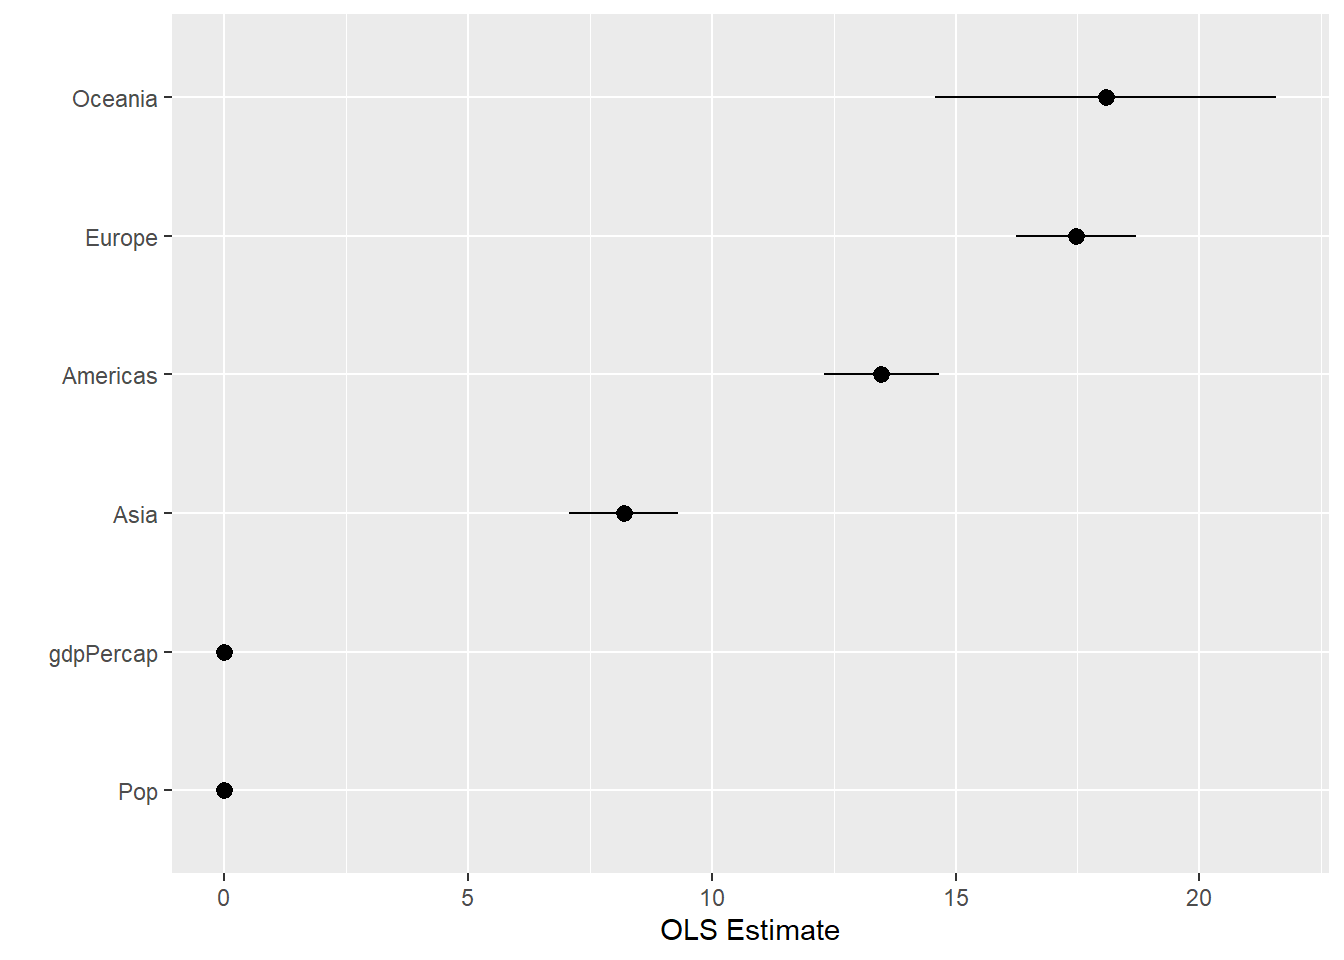 Oceania
Europe
Americas
Asia
gdpPercap
Pop
0 5 10 15 20
OLS Estimate